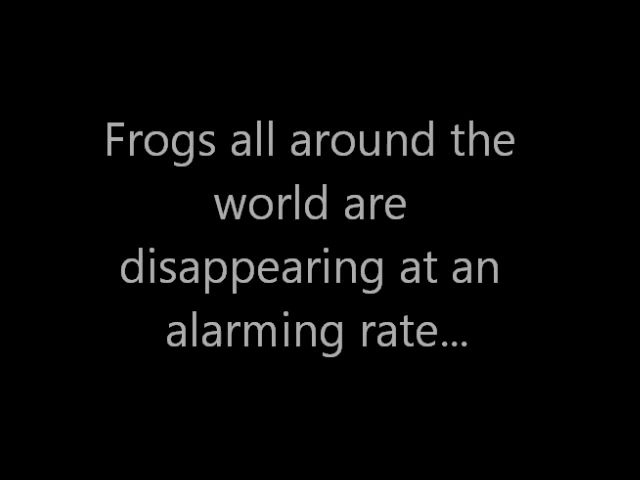 Frogs all around the
world are
disappearing at an
alarming rate...